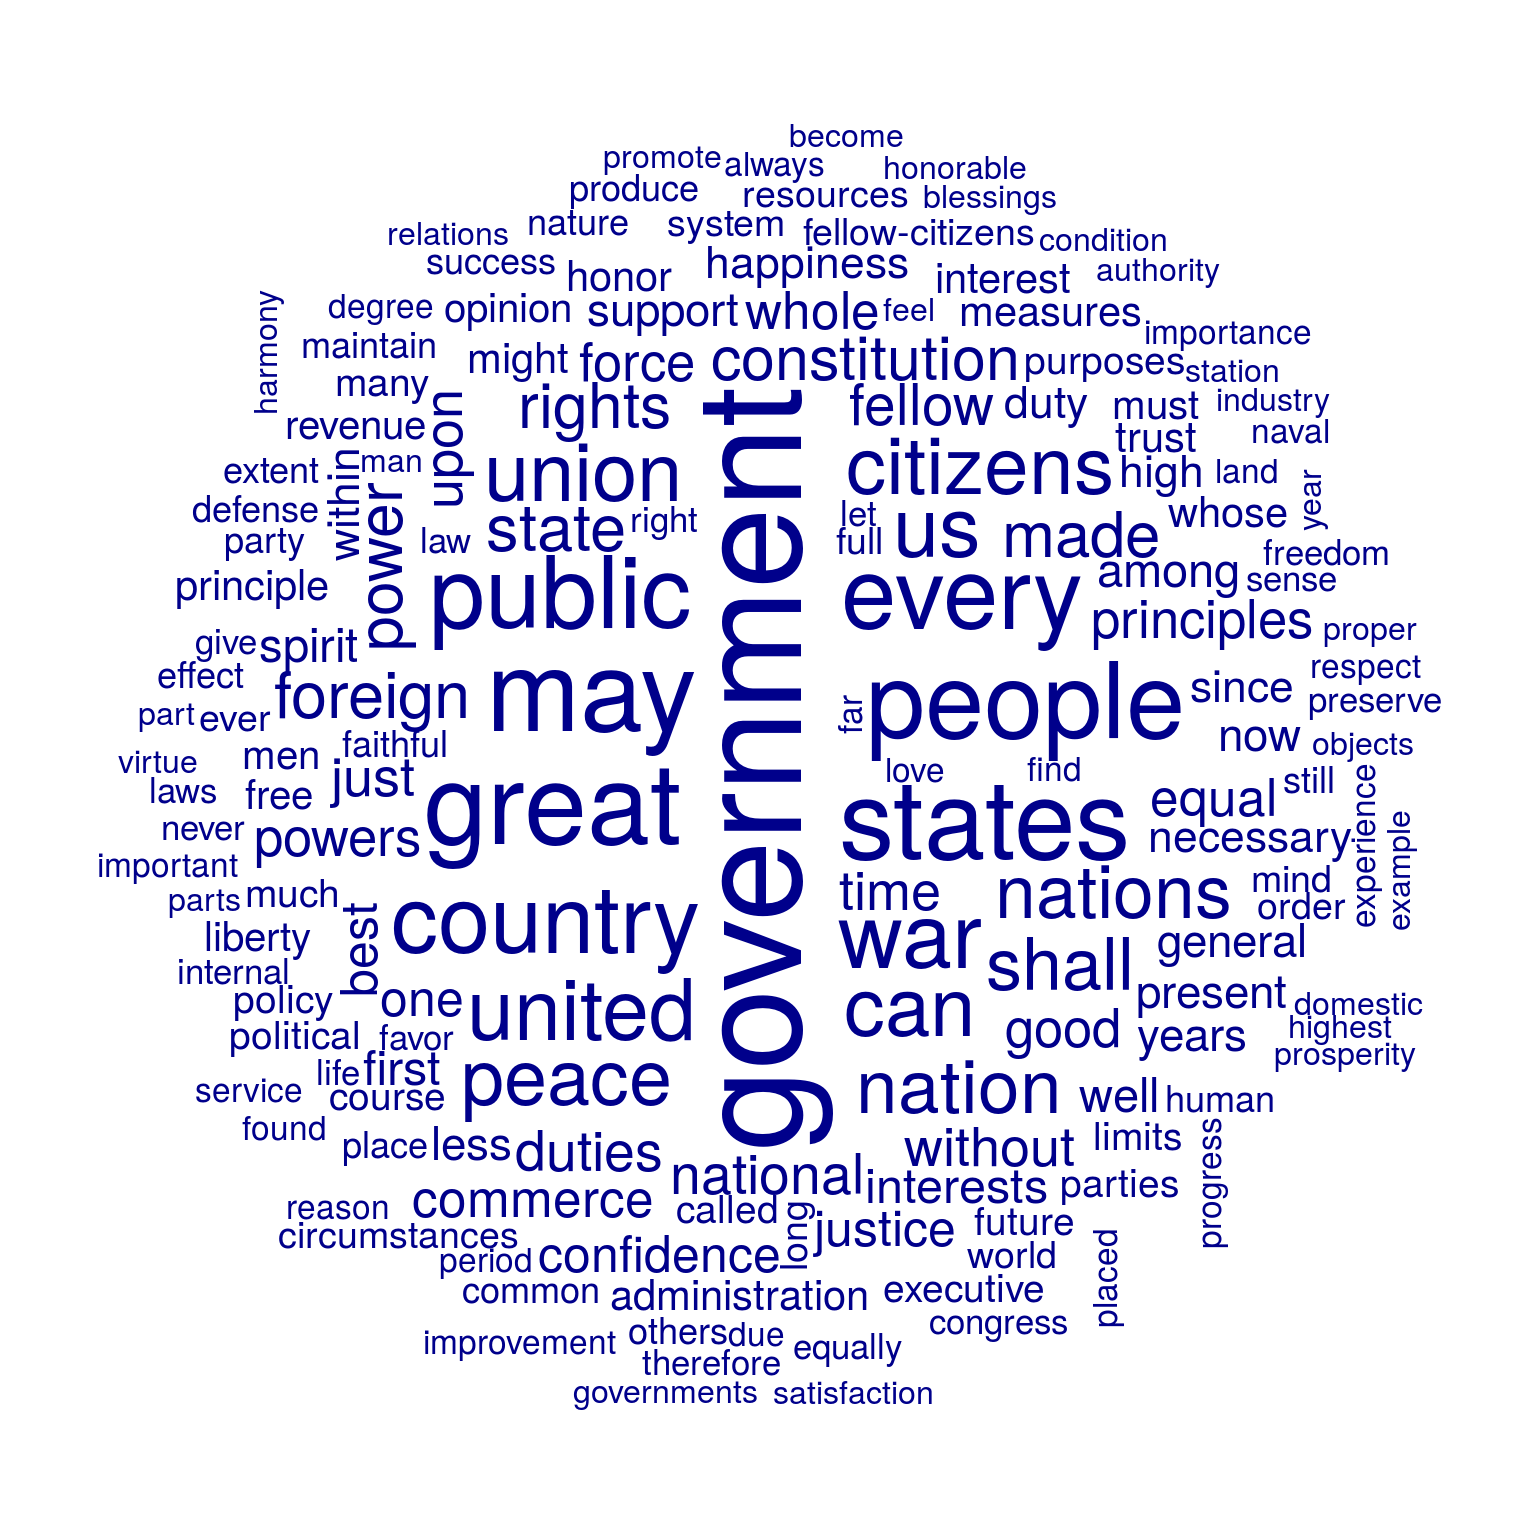 become
promote
always
honorable
produce
resources
blessings
relations
nature
system
fellow-citizens
condition
success
honor
happiness
interest
authority
harmony
degree
opinion
support
whole
feel
measures
importance
maintain
might
force
constitution
purposes
station
many
upon
rights
government
fellow
duty
must
industry
revenue
trust
naval
extent
within
man
union
citizens
high
land
year
defense
power
state
right
let
us
made
whose
party
law
full
freedom
principle
public
every
among
sense
principles
proper
give
spirit
effect
foreign
may
far
people
since
respect
preserve
part
ever
now
objects
virtue
men
faithful
love
find
still
laws
free
just
great
states
equal
experience
never
powers
necessary
example
important
parts
much
time
nations
mind
order
liberty
best
country
war
shall
general
internal
policy
one
united
can
present
domestic
political
favor
good
years
highest
prosperity
service
life
first
course
peace
nation
well
human
found
place
less
duties
without
limits
progress
national
interests
parties
reason
commerce
called
long
justice
future
circumstances
period
confidence
world
placed
common
administration
executive
congress
improvement
others
due
equally
therefore
governments
satisfaction